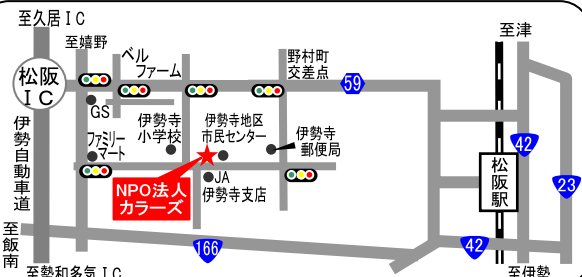 至久居IC
至津
至嬉野
ベル
ファーム
野村町
交差点
松阪
IC
59
GS
伊勢寺
小学校
伊勢寺地区
市民センター
伊勢寺
郵便局
ファミリー
マート
伊勢自動車道
42
松阪駅
23
JA
伊勢寺支店
NPO法人
カラーズ
至飯南
166
42
至勢和多気IC
至伊勢